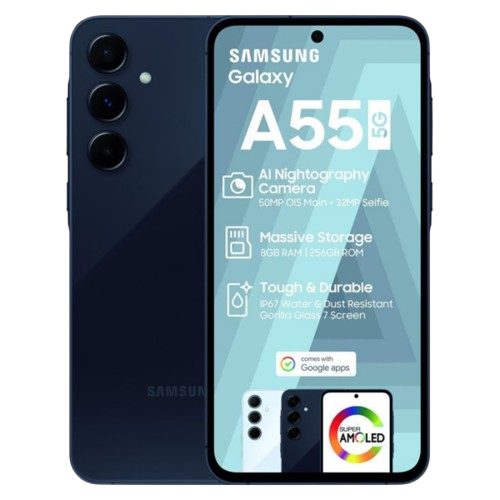 SAMSUNG
Galaxy
A55 5G
AI Nightography
Camera
50MP OIS Main • 32MP Selfie
Massive Storage
8GB RAM | 256GB ROM
Tough & Durable
IP67 Water & Dust Resistant
Gorilla Glass 7 Screen
comes with
Google apps
SAMSUNG
SUPER
AMOLED